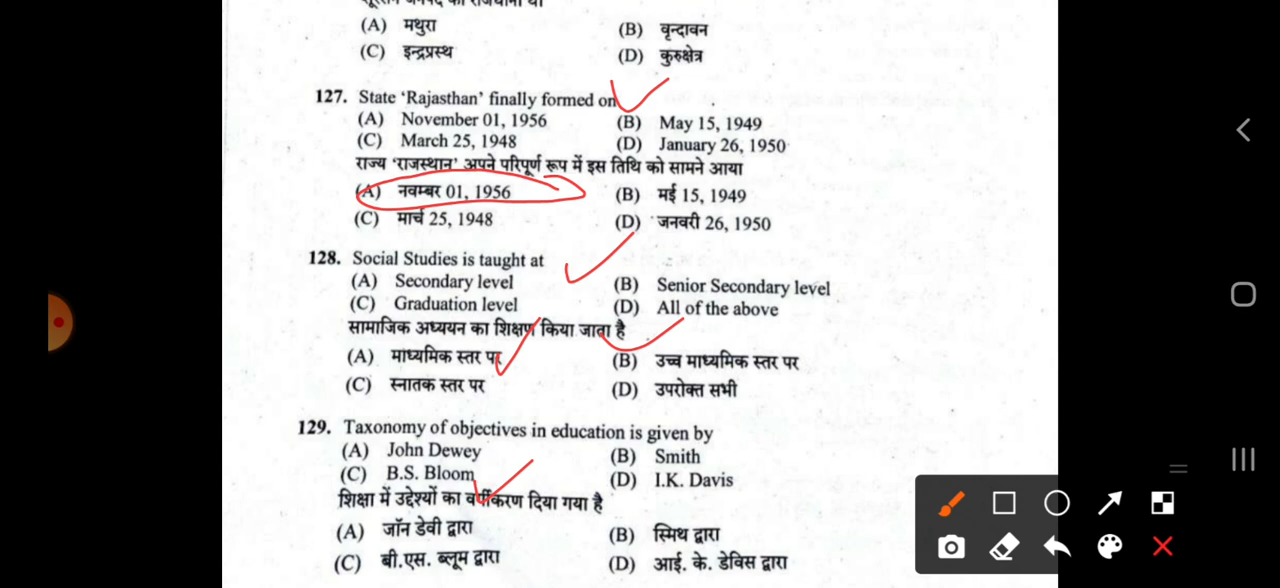 (A) मथुरा (B) वृन्दावन
(C) इन्द्रप्रस्थ (D) कुरुक्षेत्र
127. State ‘Rajasthan’ finally formed on
(A) November 01, 1956 (B) May 15, 1949
(C) March 25, 1948 (D) January 26, 1950
राज्य ‘राजस्थान’ अपने परिपूर्ण रूप में इस तिथि को सामने आया
(A) नवम्बर 01, 1956 (B) मई 15, 1949
(C) मार्च 25, 1948 (D) जनवरी 26, 1950
128. Social Studies is taught at
(A) Secondary level (B) Senior Secondary level
(C) Graduation level (D) All of the above
सामाजिक अध्ययन का शिक्षण किया जाता है
(A) माध्यमिक स्तर पर (B) उच्च माध्यमिक स्तर पर
(C) स्नातक स्तर पर (D) उपरोक्त सभी
129. Taxonomy of objectives in education is given by
(A) John Dewey (B) Smith
(C) B.S. Bloom (D) I.K. Davis
शिक्षा में उद्देश्यों का वर्गीकरण दिया गया है
(A) जॉन डेवी द्वारा (B) स्मिथ द्वारा
(C) बी.एस. ब्लूम द्वारा (D) आई. के. डेविस द्वारा